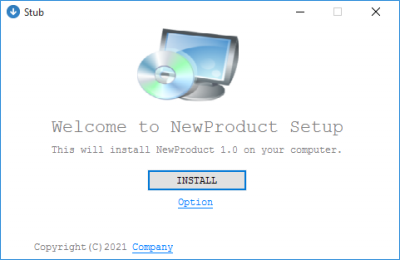 Stub
Welcome to NewProduct Setup
This will install NewProduct 1.0 on your computer.
INSTALL
Option
Copyright(C)2021 Company